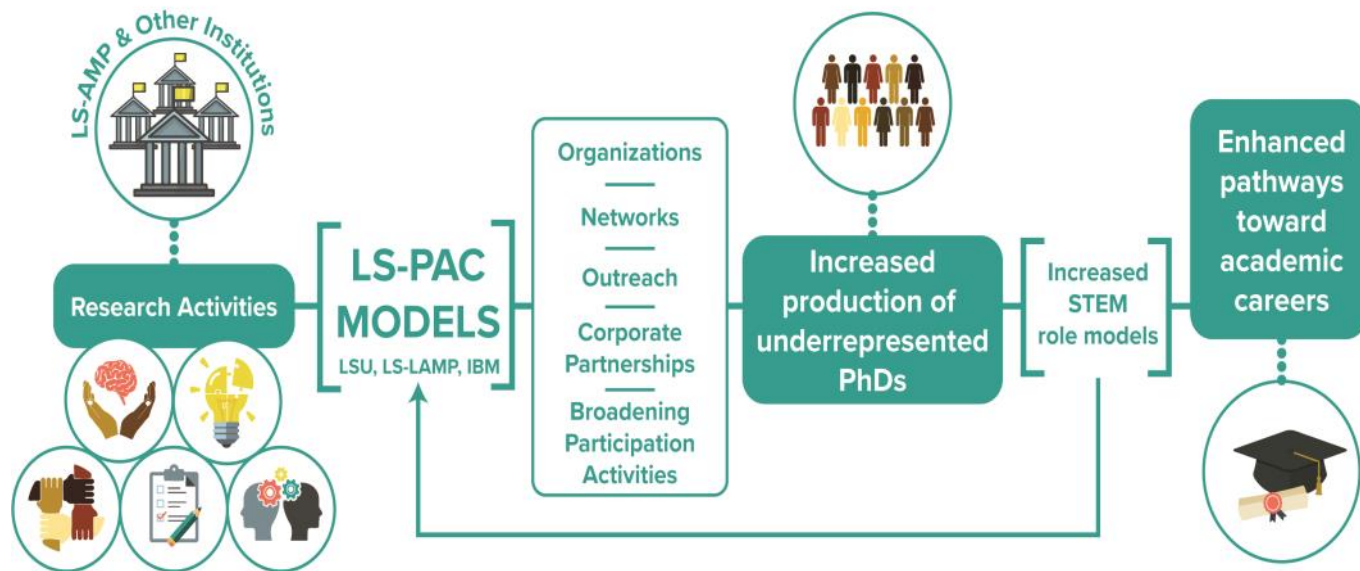 LS-AMP & Other Institutions
Research Activities
LS-PAC
MODELS
LSU, LS-LAMP, IBM
Organizations
Networks
Outreach
Corporate
Partnerships
Broadening
Participation
Activities
Increased
production of
underrepresented
PhDs
Increased
STEM
role models
Enhanced
pathways
toward
academic
careers